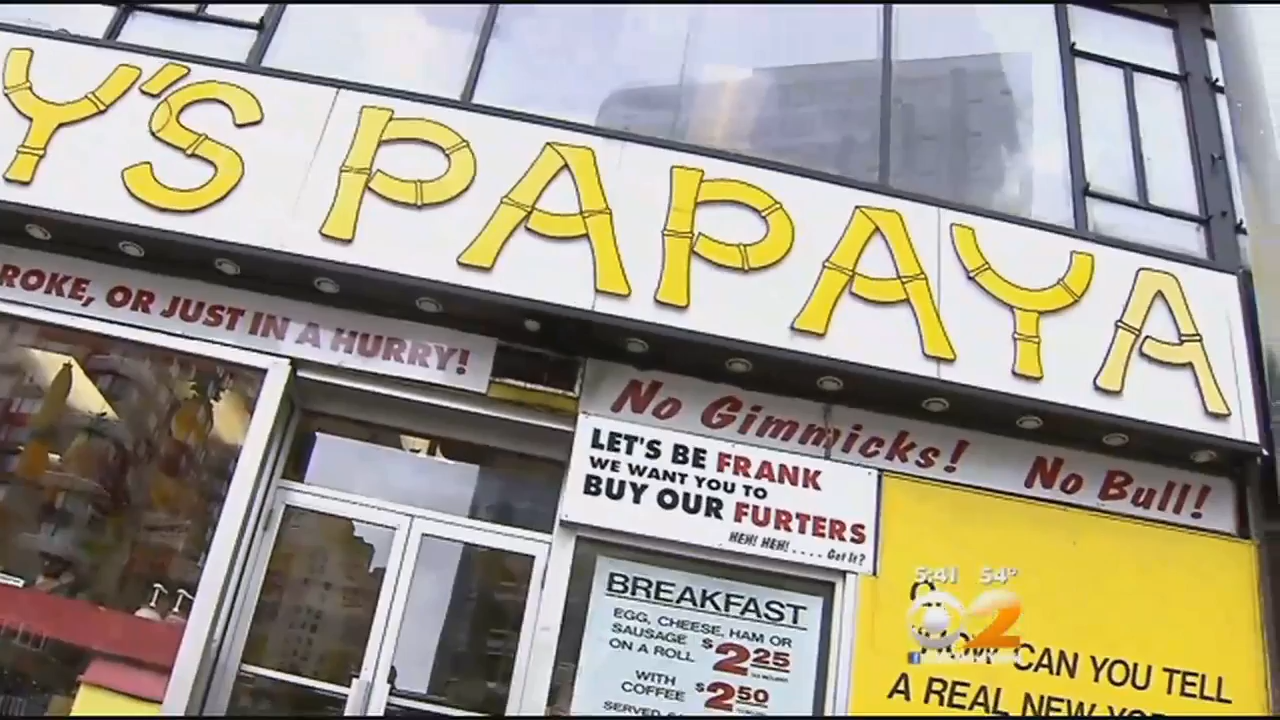 Y'S PAPAYA
ROKE, OR JUST IN A HURRY!
No Gimmicks! No Bull!
LET'S BE FRANK
WE WANT YOU TO
BUY OUR FURTERS
HEH! HEH! .... Get It?
BREAKFAST
EGG, CHEESE, HAM OR
SAUSAGE
ON A ROLL
$2.25
WITH
COFFEE
$2.50
SERVED
5:41 54°
2
CAN YOU TELL
A REAL NEW